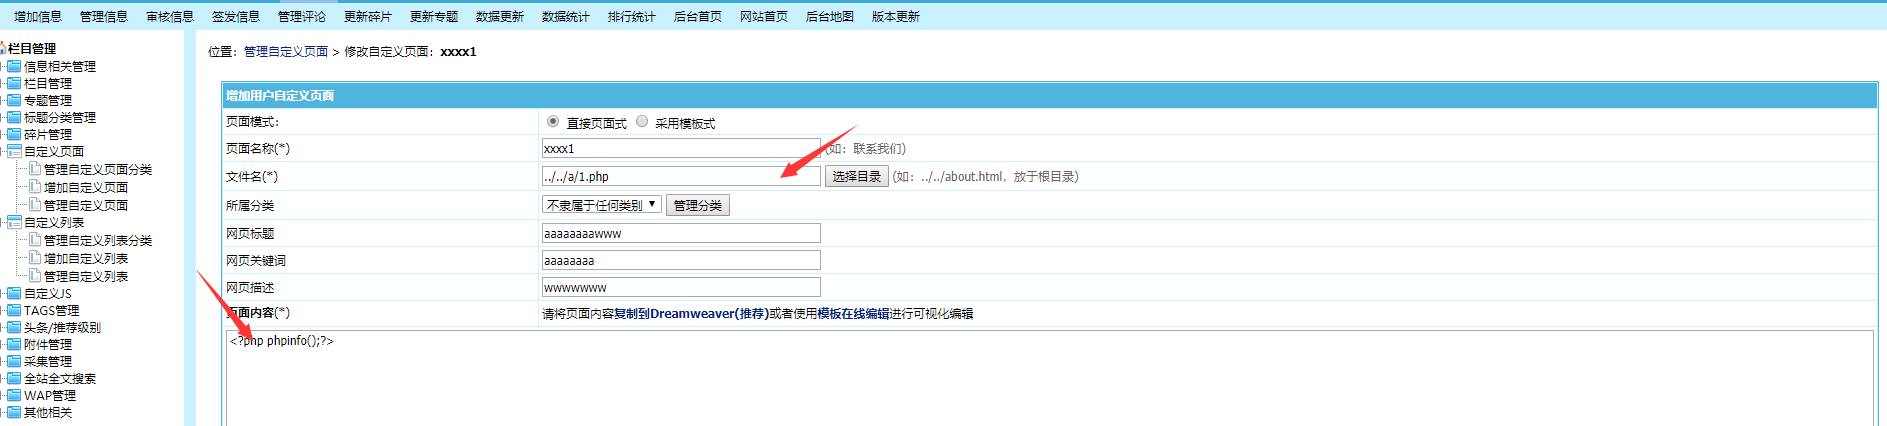 增加信息 管理信息 审核信息 签发信息 管理评论 更新碎片 更新专题 数据更新 数据统计 排行统计 后台首页 网站首页 后台地图 版本更新
栏目管理
信息相关管理
栏目管理
专题管理
标题分类管理
碎片管理
自定义页面
管理自定义页面分类
增加自定义页面
管理自定义页面
自定义列表
管理自定义列表分类
增加自定义列表
管理自定义列表
自定义JS
TAGS管理
头条/推荐级别
附件管理
采集管理
全站全文搜索
WAP管理
其他相关
位置：管理自定义页面 > 修改自定义页面：xxxx1
增加用户自定义页面
页面模式: 直接页面式 采用模板式
页面名称(*) xxxx1 (如：联系我们)
文件名(*) ../../a/1.php 选择目录 (如：../../about.html，放于根目录)
所属分类 不隶属于任何类别 管理分类
网页标题 aaaaaaaawww
网页关键词 aaaaaaaa
网页描述 wwwwwww
页面内容(*) 请将页面内容复制到Dreamweaver(推荐)或者使用模板在线编辑进行可视化编辑
<?php phpinfo();?>